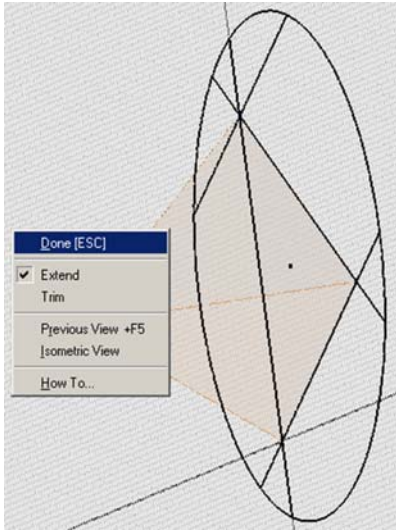 Done [ESC]
Extend
Trim
Previous View +F5
Isometric View
How To...